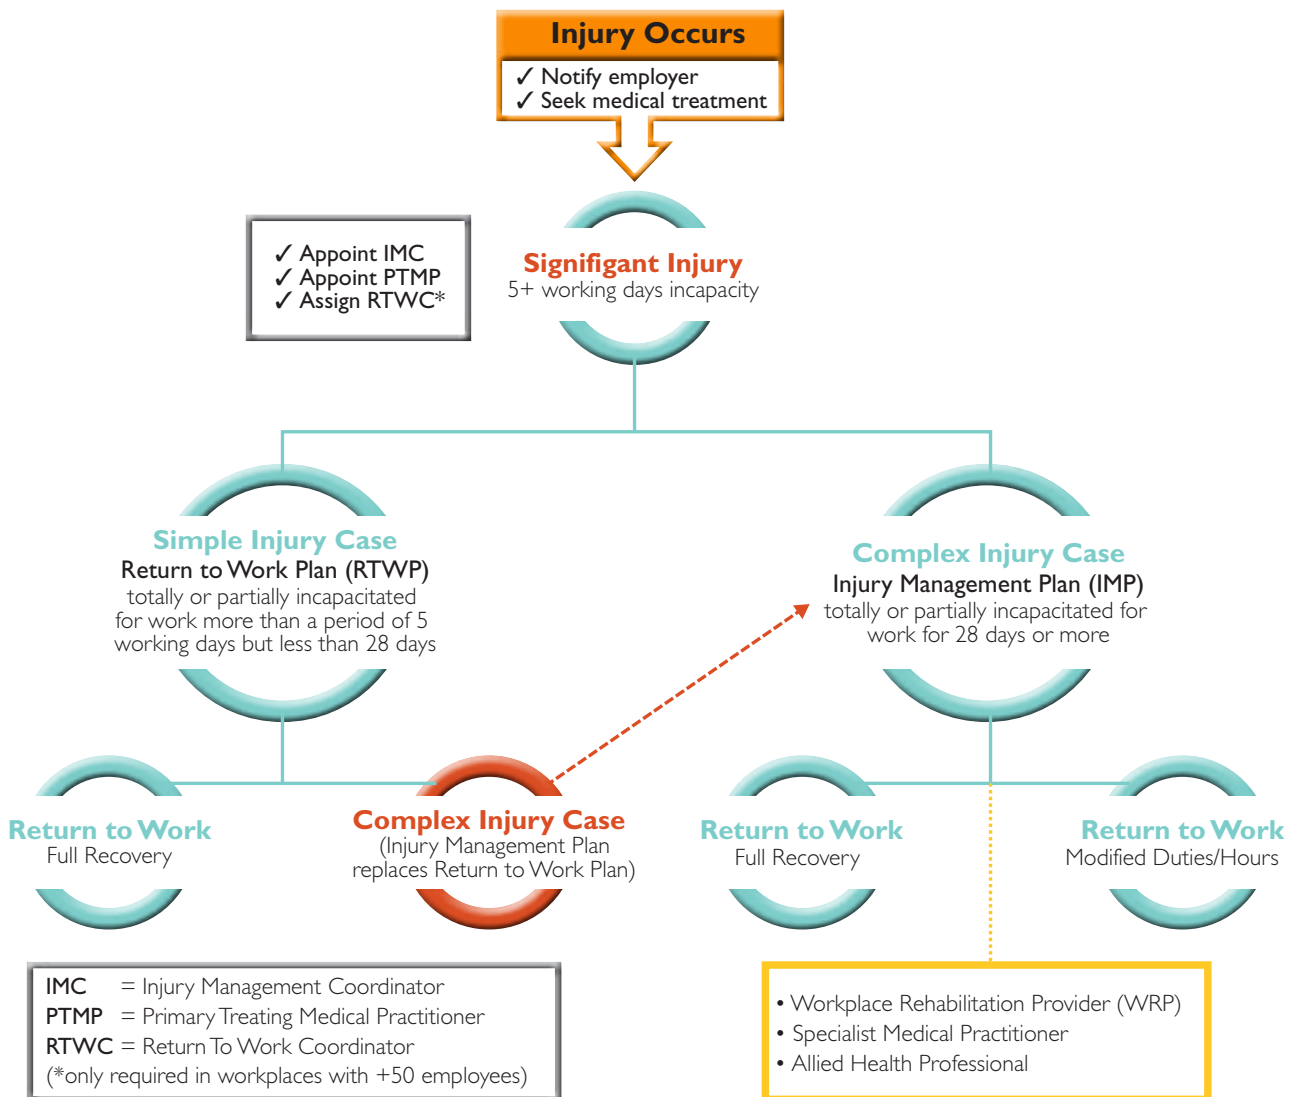 Injury Occurs
✓ Notify employer
✓ Seek medical treatment
✓ Appoint IMC
✓ Appoint PTMP
✓ Assign RTWC*
Signifigant Injury
5+ working days incapacity
Simple Injury Case
Return to Work Plan (RTWP)
totally or partially incapacitated
for work more than a period of 5
working days but less than 28 days
Complex Injury Case
Injury Management Plan (IMP)
totally or partially incapacitated for
work for 28 days or more
Return to Work
Full Recovery
Complex Injury Case
(Injury Management Plan
replaces Return to Work Plan)
Return to Work
Full Recovery
Return to Work
Modified Duties/Hours
IMC = Injury Management Coordinator
PTMP = Primary Treating Medical Practitioner
RTWC = Return To Work Coordinator
(*only required in workplaces with +50 employees)
• Workplace Rehabilitation Provider (WRP)
• Specialist Medical Practitioner
• Allied Health Professional